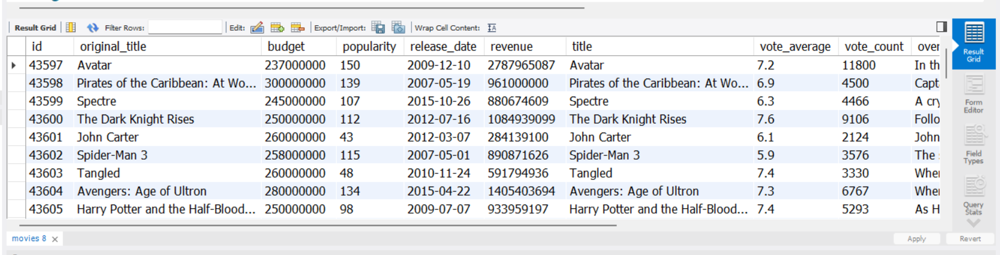 Result Grid Filter Rows: Edit: Export/Import: Wrap Cell Content:
id original_title budget popularity release_date revenue title vote_average vote_count over
43597 Avatar 237000000 150 2009-12-10 2787965087 Avatar 7.2 11800 In th
43598 Pirates of the Caribbean: At Wo... 300000000 139 2007-05-19 961000000 Pirates of the Caribbean: At Wo... 6.9 4500 Capt
43599 Spectre 245000000 107 2015-10-26 880674609 Spectre 6.3 4466 A cry
43600 The Dark Knight Rises 250000000 112 2012-07-16 1084939099 The Dark Knight Rises 7.6 9106 Follo
43601 John Carter 260000000 43 2012-03-07 284139100 John Carter 6.1 2124 John
43602 Spider-Man 3 258000000 115 2007-05-01 890871626 Spider-Man 3 5.9 3576 The
43603 Tangled 260000000 48 2010-11-24 591794936 Tangled 7.4 3330 When
43604 Avengers: Age of Ultron 280000000 134 2015-04-22 1405403694 Avengers: Age of Ultron 7.3 6767 When
43605 Harry Potter and the Half-Blood... 250000000 98 2009-07-07 933959197 Harry Potter and the Half-Blood... 7.4 5293 As H
Result
Grid
Form
Editor
Field
Types
Query
Stats
movies 8 Apply Revert